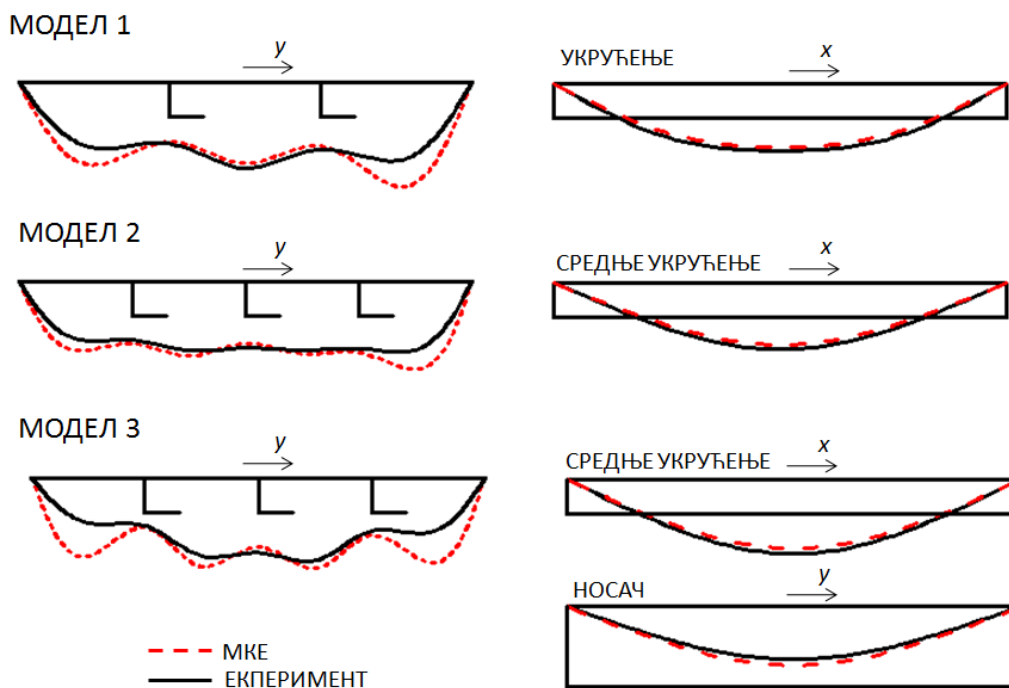 МОДЕЛ 1
y
УКРУЋЕЊЕ
x
МОДЕЛ 2
y
СРЕДЊЕ УКРУЋЕЊЕ
x
МОДЕЛ 3
y
СРЕДЊЕ УКРУЋЕЊЕ
x
НОСАЧ
y
МКЕ
ЕКПЕРИМЕНТ